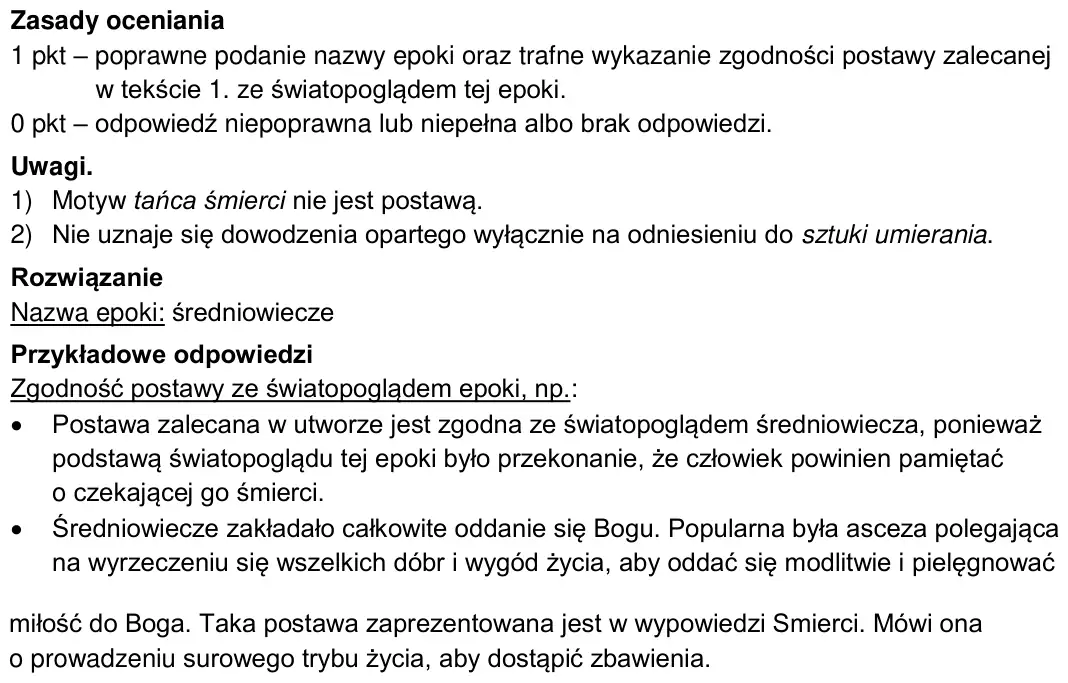 Zasady oceniania
1 pkt – poprawne podanie nazwy epoki oraz trafne wykazanie zgodności postawy zalecanej
w tekście 1. ze światopoglądem tej epoki.
0 pkt – odpowiedź niepoprawna lub niepełna albo brak odpowiedzi.
Uwagi.
1) Motyw tańca śmierci nie jest postawą.
2) Nie uznaje się dowodzenia opartego wyłącznie na odniesieniu do sztuki umierania.
Rozwiązanie
Nazwa epoki: średniowiecze
Przykładowe odpowiedzi
Zgodność postawy ze światopoglądem epoki, np.:
• Postawa zalecana w utworze jest zgodna ze światopoglądem średniowiecza, ponieważ
podstawą światopoglądu tej epoki było przekonanie, że człowiek powinien pamiętać
o czekającej go śmierci.
• Średniowiecze zakładało całkowite oddanie się Bogu. Popularna była asceza polegająca
na wyrzeczeniu się wszelkich dóbr i wygód życia, aby oddać się modlitwie i pielęgnować
miłość do Boga. Taka postawa zaprezentowana jest w wypowiedzi Smierci. Mówi ona
o prowadzeniu surowego trybu życia, aby dostąpić zbawienia.